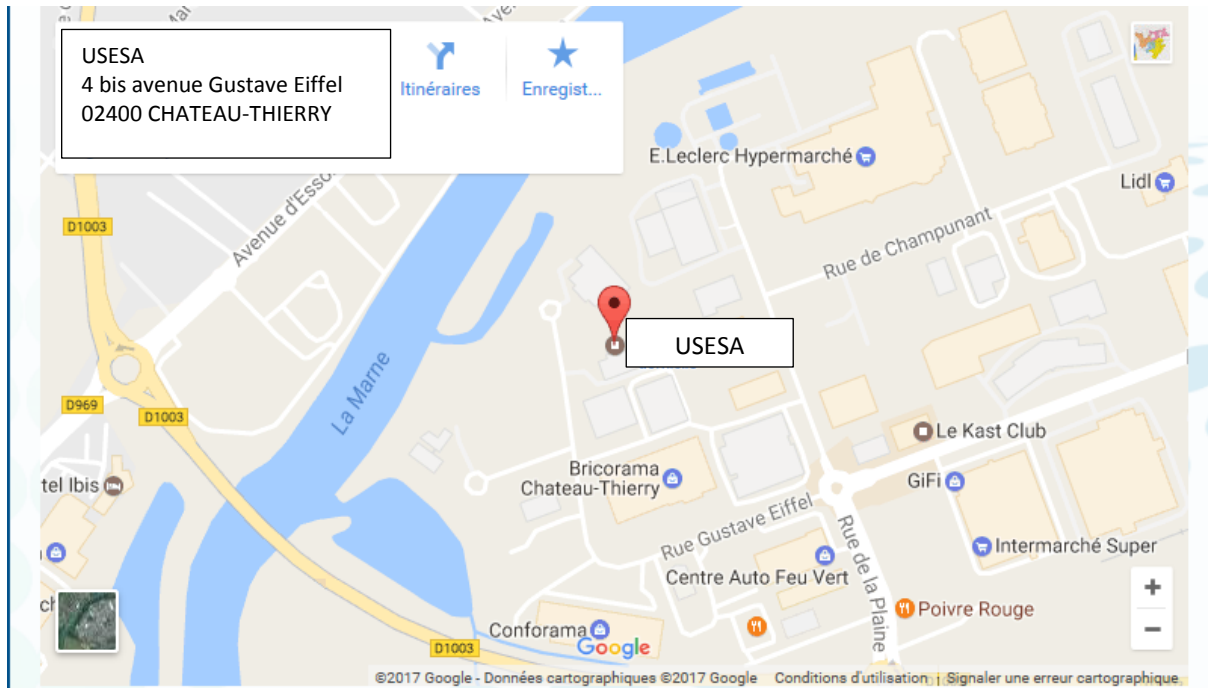 USESA
4 bis avenue Gustave Eiffel
02400 CHATEAU-THIERRY
Itinéraires
Enregist...
E.Leclerc Hypermarché
Lidl
D1003
Avenue d'Esso
Rue de Champunant
USESA
La Marne
D969
D1003
Le Kast Club
tel Ibis
Bricorama
Chateau-Thierry
GiFi
Rue Gustave Eiffel
Rue de la Plaine
Intermarché Super
Centre Auto Feu Vert
Poivre Rouge
+
−
Conforama
Google
D1003
©2017 Google - Données cartographiques ©2017 Google Conditions d'utilisation Signaler une erreur cartographique